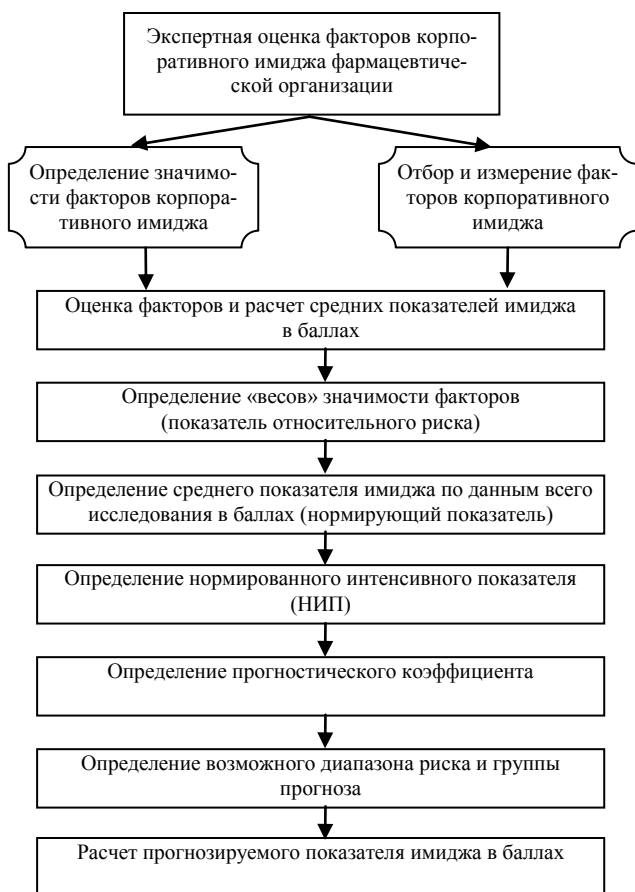 Экспертная оценка факторов корпо-
ративного имиджа фармацевтиче-
ской организации
Определение значимо-
сти факторов корпора-
тивного имиджа
Отбор и измерение фак-
торов корпоративного
имиджа
Оценка факторов и расчет средних показателей имиджа
в баллах
Определение «весов» значимости факторов
(показатель относительного риска)
Определение среднего показателя имиджа по данным всего
исследования в баллах (нормирующий показатель)
Определение нормированного интенсивного показателя
(НИП)
Определение прогностического коэффициента
Определение возможного диапазона риска и группы
прогноза
Расчет прогнозируемого показателя имиджа в баллах